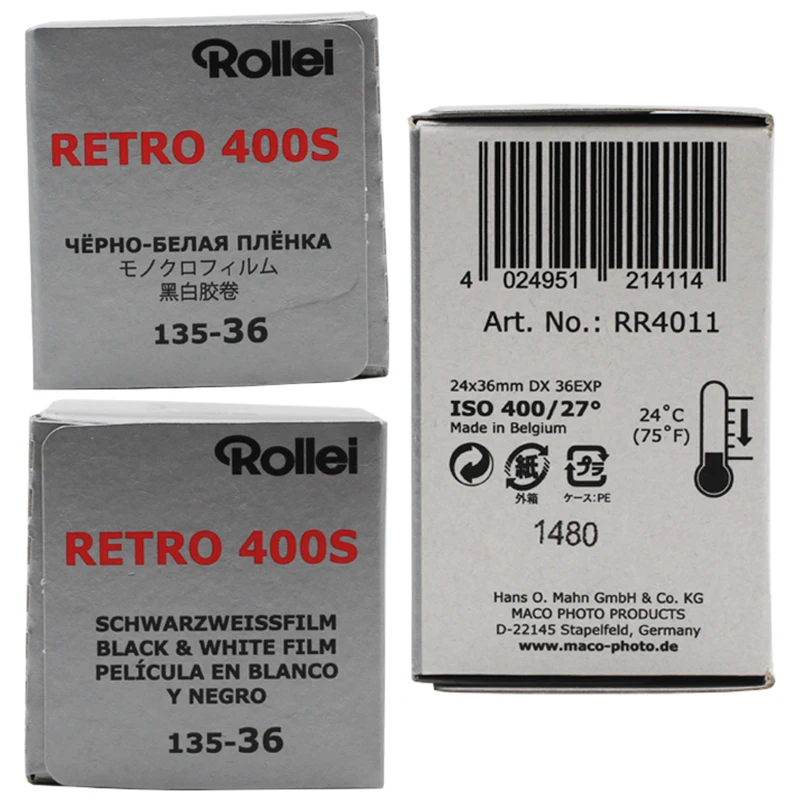 Rollei
RETRO 400S
ЧЁРНО-БЕЛАЯ ПЛЁНКА
モノクロフィルム
黑白胶卷
135-36
Rollei
RETRO 400S
SCHWARZWEISSFILM
BLACK & WHITE FILM
PELÍCULA EN BLANCO
Y NEGRO
135-36
4 024951 214114
Art. No.: RR4011
24x36mm DX 36EXP
ISO 400/27°
Made in Belgium
24°C
(75°F)
紙 プラ
外箱 ケース:PE
1480
Hans O. Mahn GmbH & Co. KG
MACO PHOTO PRODUCTS
D-22145 Stapelfeld, Germany
www.maco-photo.de